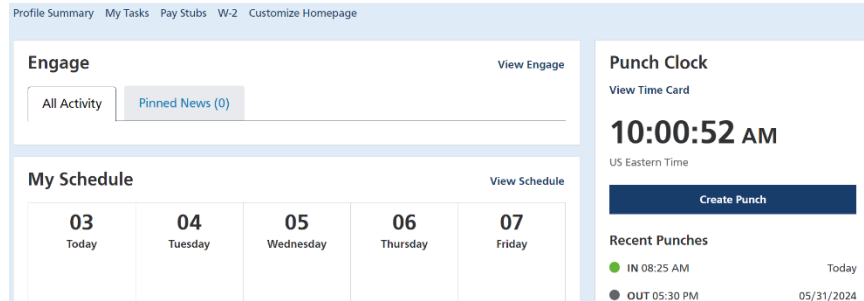 Profile Summary My Tasks Pay Stubs W-2 Customize Homepage
Engage View Engage
All Activity Pinned News (0)
My Schedule View Schedule
03 04 05 06 07
Today Tuesday Wednesday Thursday Friday
Punch Clock
View Time Card
10:00:52 AM
US Eastern Time
Create Punch
Recent Punches
IN 08:25 AM Today
OUT 05:30 PM 05/31/2024